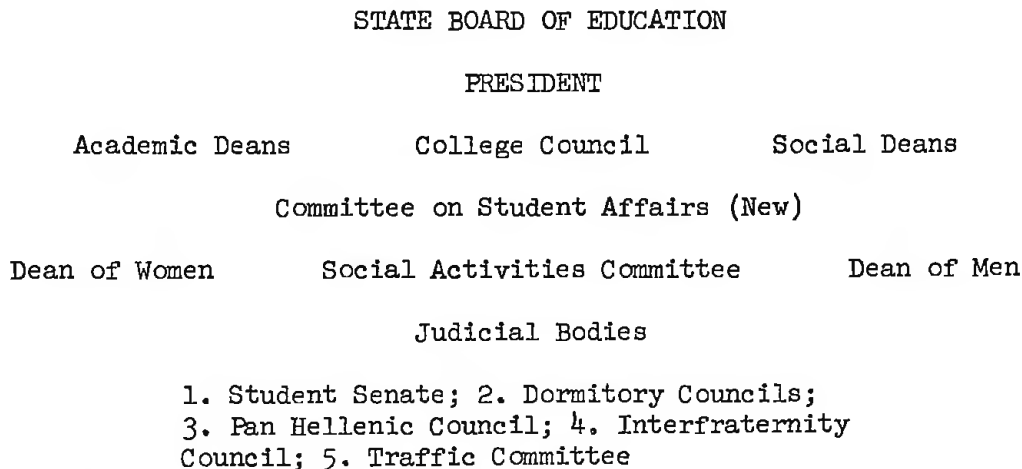 STATE BOARD OF EDUCATION
PRESIDENT
Academic Deans College Council Social Deans
Committee on Student Affairs (New)
Dean of Women Social Activities Committee Dean of Men
Judicial Bodies
1. Student Senate; 2. Dormitory Councils;
3. Pan Hellenic Council; 4. Interfraternity
Council; 5. Traffic Committee